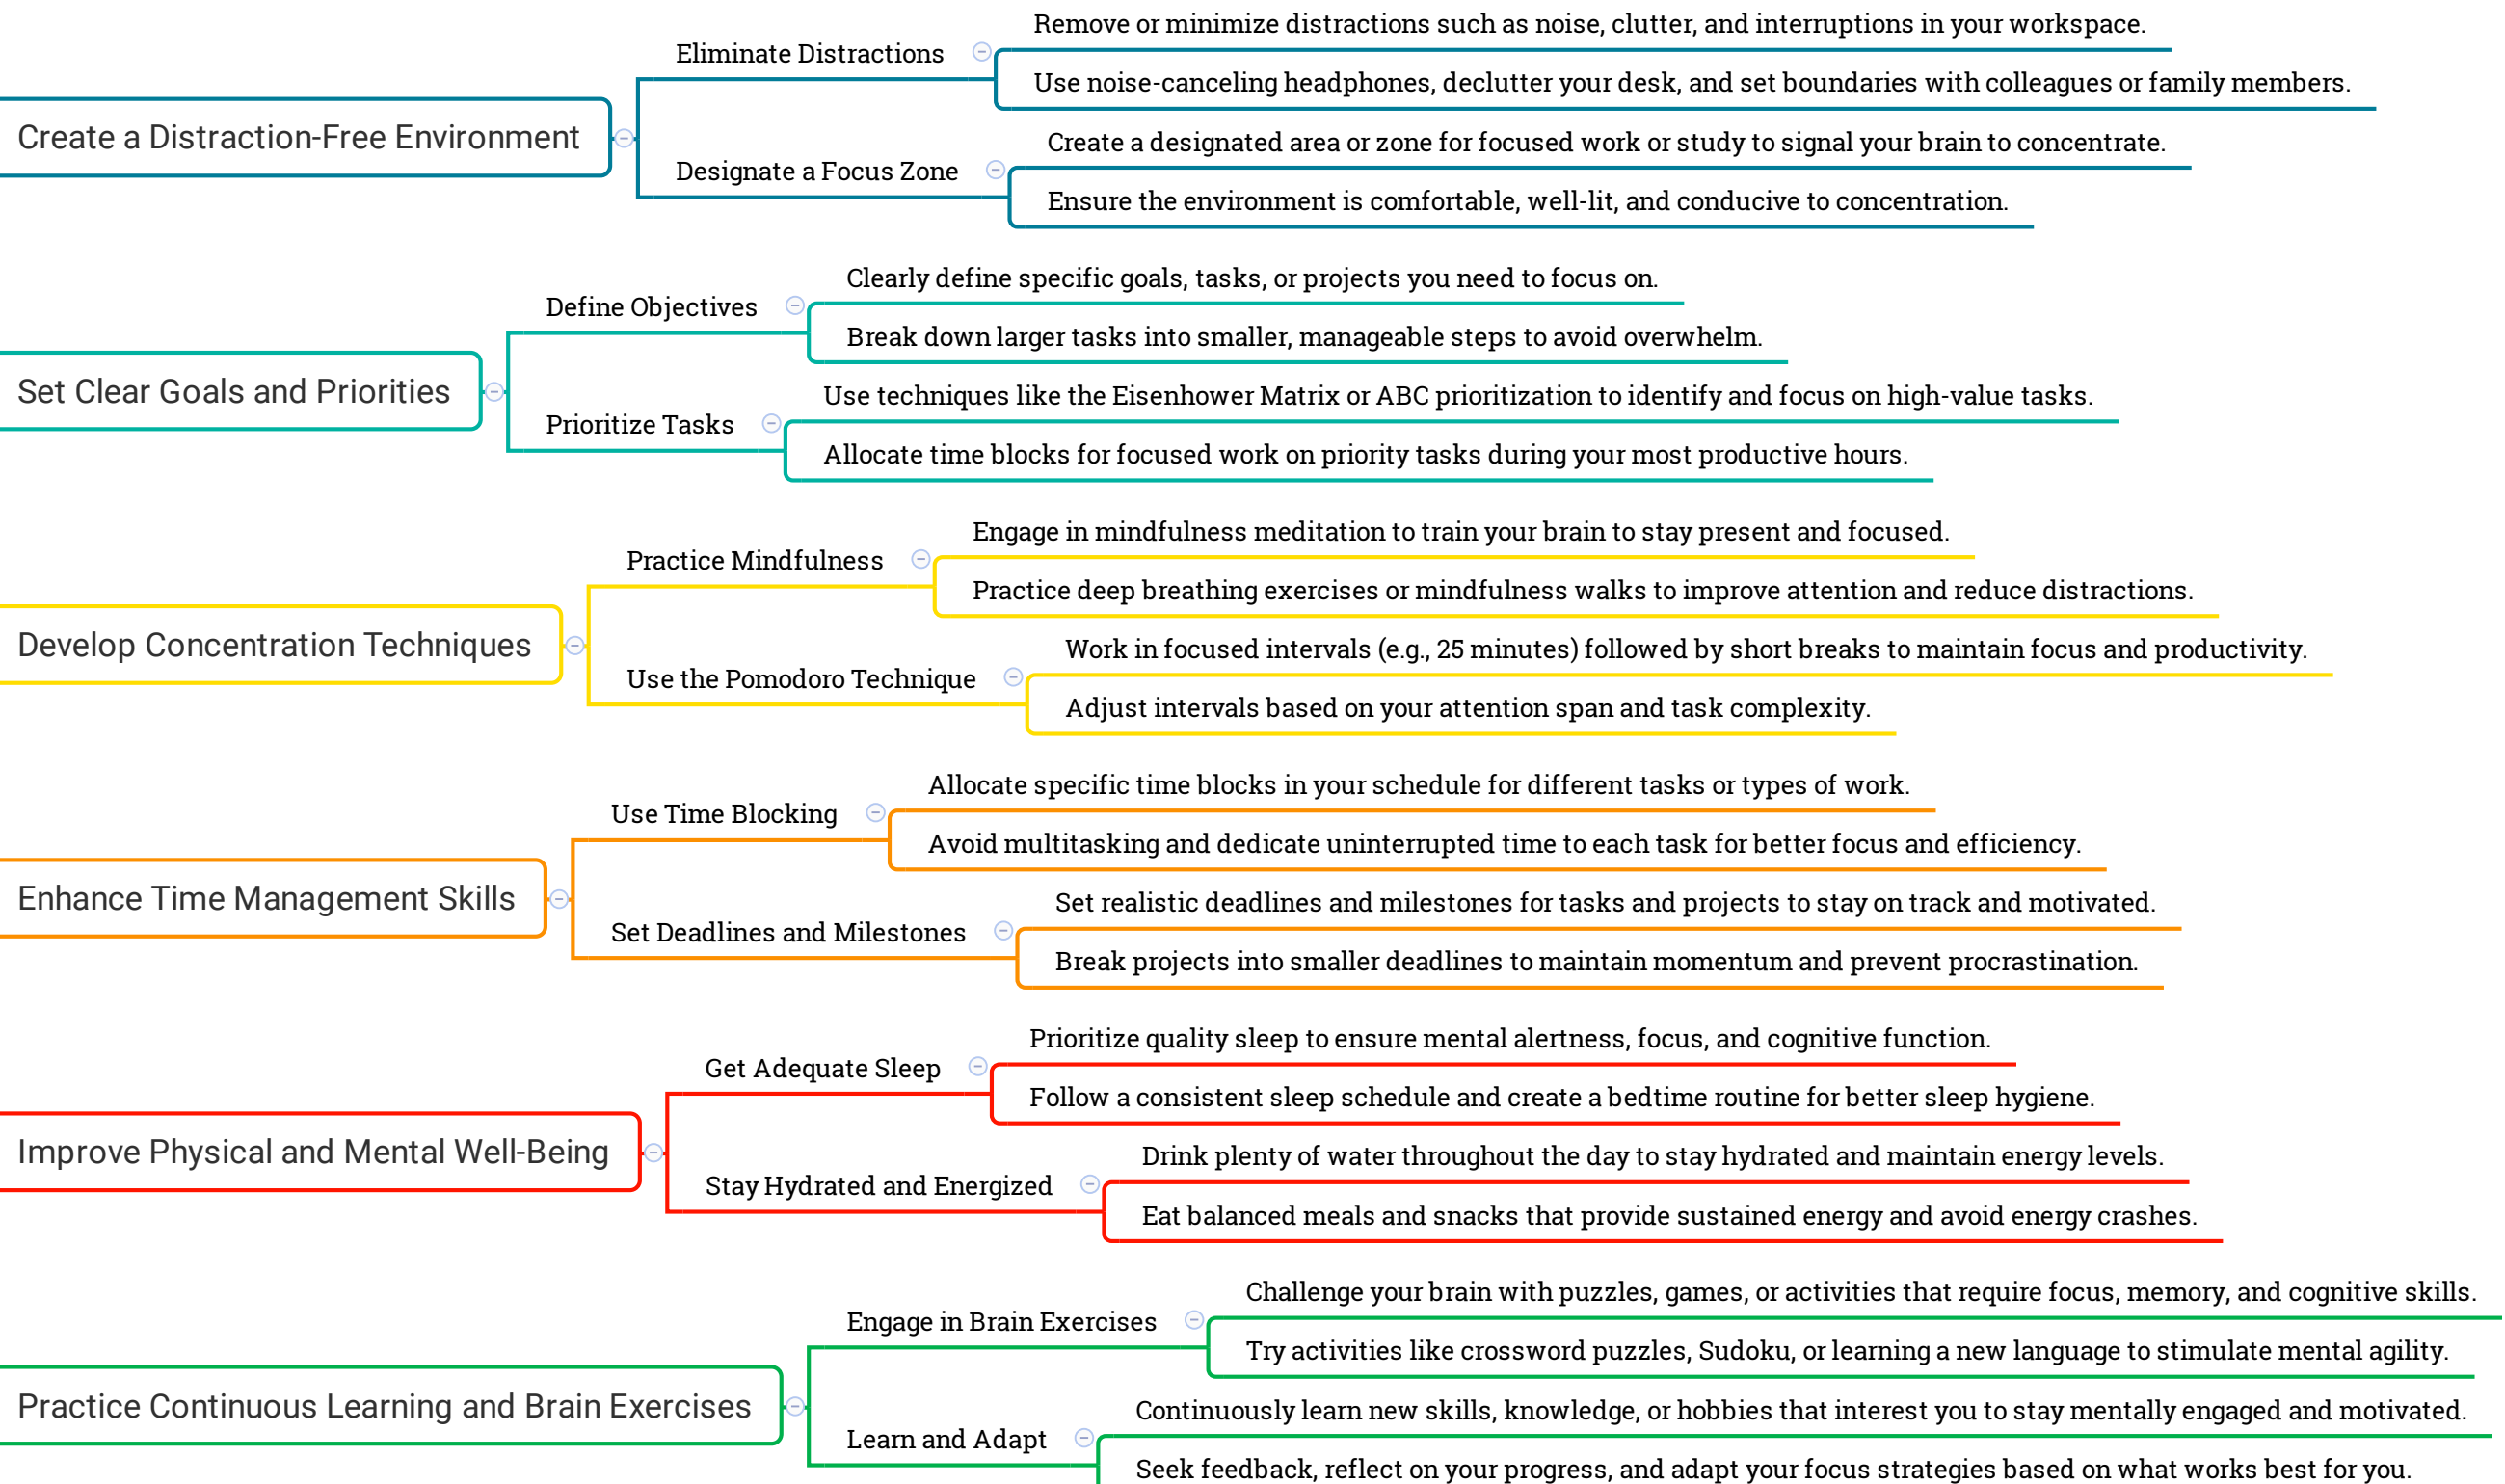 Create a Distraction-Free Environment
Eliminate Distractions
Remove or minimize distractions such as noise, clutter, and interruptions in your workspace.
Use noise-canceling headphones, declutter your desk, and set boundaries with colleagues or family members.
Designate a Focus Zone
Create a designated area or zone for focused work or study to signal your brain to concentrate.
Ensure the environment is comfortable, well-lit, and conducive to concentration.
Set Clear Goals and Priorities
Define Objectives
Clearly define specific goals, tasks, or projects you need to focus on.
Break down larger tasks into smaller, manageable steps to avoid overwhelm.
Prioritize Tasks
Use techniques like the Eisenhower Matrix or ABC prioritization to identify and focus on high-value tasks.
Allocate time blocks for focused work on priority tasks during your most productive hours.
Develop Concentration Techniques
Practice Mindfulness
Engage in mindfulness meditation to train your brain to stay present and focused.
Practice deep breathing exercises or mindfulness walks to improve attention and reduce distractions.
Use the Pomodoro Technique
Work in focused intervals (e.g., 25 minutes) followed by short breaks to maintain focus and productivity.
Adjust intervals based on your attention span and task complexity.
Enhance Time Management Skills
Use Time Blocking
Allocate specific time blocks in your schedule for different tasks or types of work.
Avoid multitasking and dedicate uninterrupted time to each task for better focus and efficiency.
Set Deadlines and Milestones
Set realistic deadlines and milestones for tasks and projects to stay on track and motivated.
Break projects into smaller deadlines to maintain momentum and prevent procrastination.
Improve Physical and Mental Well-Being
Get Adequate Sleep
Prioritize quality sleep to ensure mental alertness, focus, and cognitive function.
Follow a consistent sleep schedule and create a bedtime routine for better sleep hygiene.
Stay Hydrated and Energized
Drink plenty of water throughout the day to stay hydrated and maintain energy levels.
Eat balanced meals and snacks that provide sustained energy and avoid energy crashes.
Practice Continuous Learning and Brain Exercises
Engage in Brain Exercises
Challenge your brain with puzzles, games, or activities that require focus, memory, and cognitive skills.
Try activities like crossword puzzles, Sudoku, or learning a new language to stimulate mental agility.
Learn and Adapt
Continuously learn new skills, knowledge, or hobbies that interest you to stay mentally engaged and motivated.
Seek feedback, reflect on your progress, and adapt your focus strategies based on what works best for you.